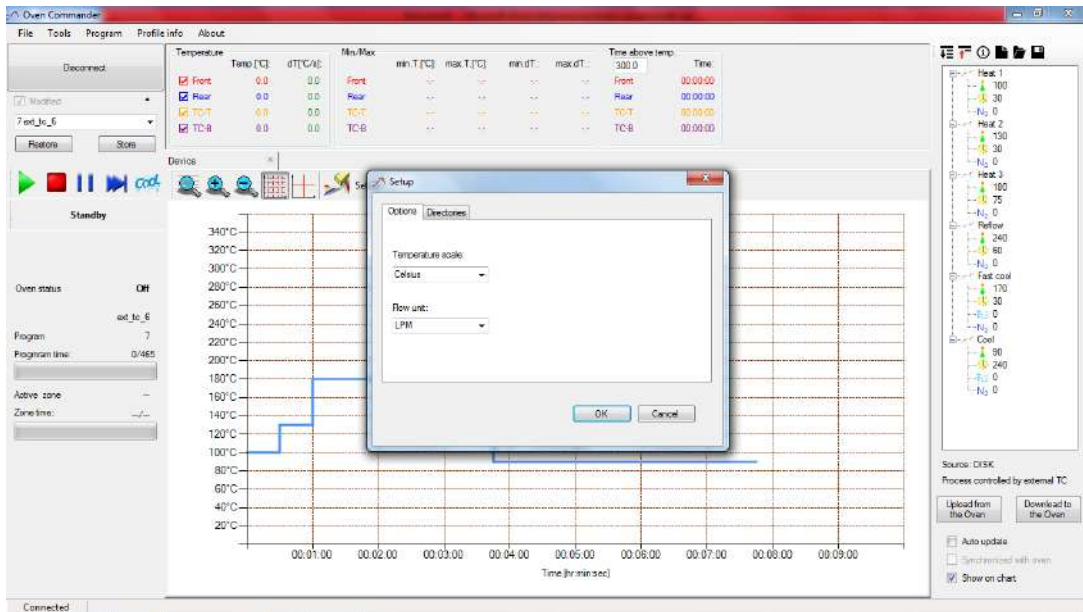 Oven Commander
File Tools Program Profile info About
Disconnect
Modified
7 ext_tc_6
Restore Store
Standby
Oven status Off
ext_tc_6
Program 7
Program time: 0/465
Active zone --
Zone time: --/--
Temperature
Temp.[°C]: dT[°C/s]:
Front 0.0 0.0
Rear 0.0 0.0
TC-T 0.0 0.0
TC-B 0.0 0.0
Min/Max
min.T.[°C]: max.T.[°C]: min.dT.: max.dT.:
Front -.- -.- -.- -.-
Rear -.- -.- -.- -.-
TC-T -.- -.- -.- -.-
TC-B -.- -.- -.- -.-
Time above temp.
300.0 Time:
Front 00:00:00
Rear 00:00:00
TC-T 00:00:00
TC-B 00:00:00
Device
cool
Setup
Options Directories
Temperature scale:
Celsius
Flow unit:
LPM
OK Cancel
340°C
320°C
300°C
280°C
260°C
240°C
220°C
200°C
180°C
160°C
140°C
120°C
100°C
80°C
60°C
40°C
20°C
00:01:00 00:02:00 00:03:00 00:04:00 00:05:00 00:06:00 00:07:00 00:08:00 00:09:00
Time [hr:min:sec]
Heat 1
100
30
N₂ 0
Heat 2
130
30
N₂ 0
Heat 3
180
75
N₂ 0
Reflow
240
60
N₂ 0
Fast cool
170
30
0
N₂ 0
Cool
90
240
0
N₂ 0
Source: DISK
Process controlled by external TC
Upload from the Oven
Download to the Oven
Auto update
Synchronized with oven
Show on chart
Connected